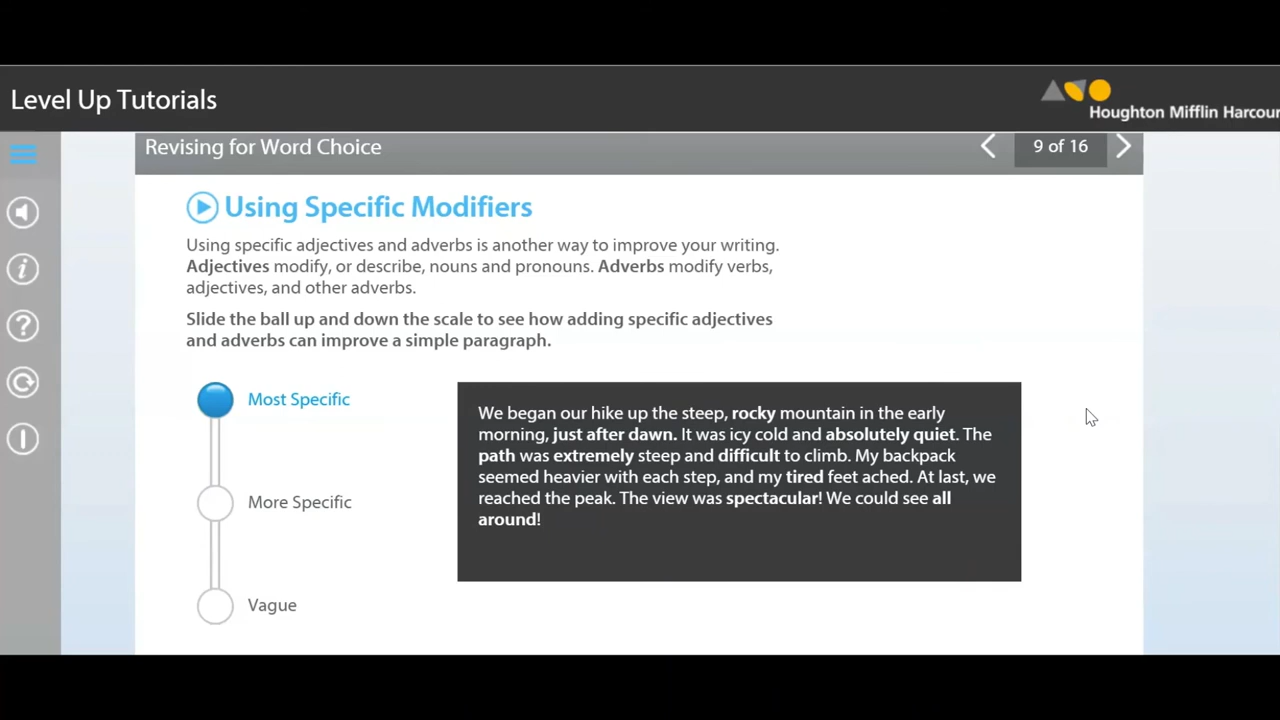 Level Up Tutorials
Houghton Mifflin Harcour
Revising for Word Choice
9 of 16
Using Specific Modifiers
Using specific adjectives and adverbs is another way to improve your writing.
Adjectives modify, or describe, nouns and pronouns. Adverbs modify verbs,
adjectives, and other adverbs.
Slide the ball up and down the scale to see how adding specific adjectives
and adverbs can improve a simple paragraph.
Most Specific
More Specific
Vague
We began our hike up the steep, rocky mountain in the early
morning, just after dawn. It was icy cold and absolutely quiet. The
path was extremely steep and difficult to climb. My backpack
seemed heavier with each step, and my tired feet ached. At last, we
reached the peak. The view was spectacular! We could see all
around!